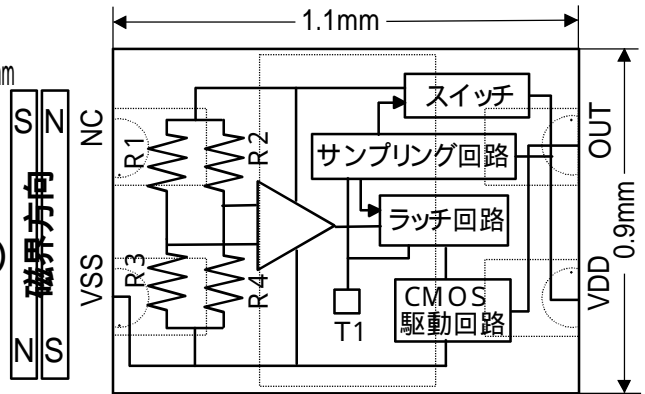 1.1mm
mm
S N
磁界方向
N S
)
NC
VSS
R1
R2
R3
R4
スイッチ
サンプリング回路
ラッチ回路
CMOS
駆動回路
T1
OUT
VDD
0.9mm